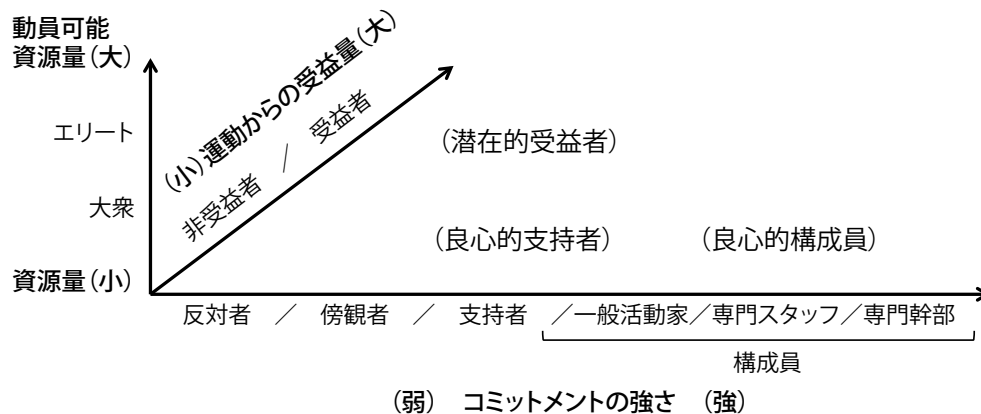 動員可能
資源量（大）
（小）運動からの受益量（大）
非受益者 ／ 受益者
エリート
（潜在的受益者）
大衆
（良心的支持者） （良心的構成員）
資源量（小）
反対者 ／ 傍観者 ／ 支持者 ／一般活動家／専門スタッフ／専門幹部
構成員
（弱） コミットメントの強さ （強）